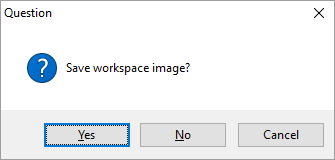 Question
Save workspace image?
Yes
No
Cancel